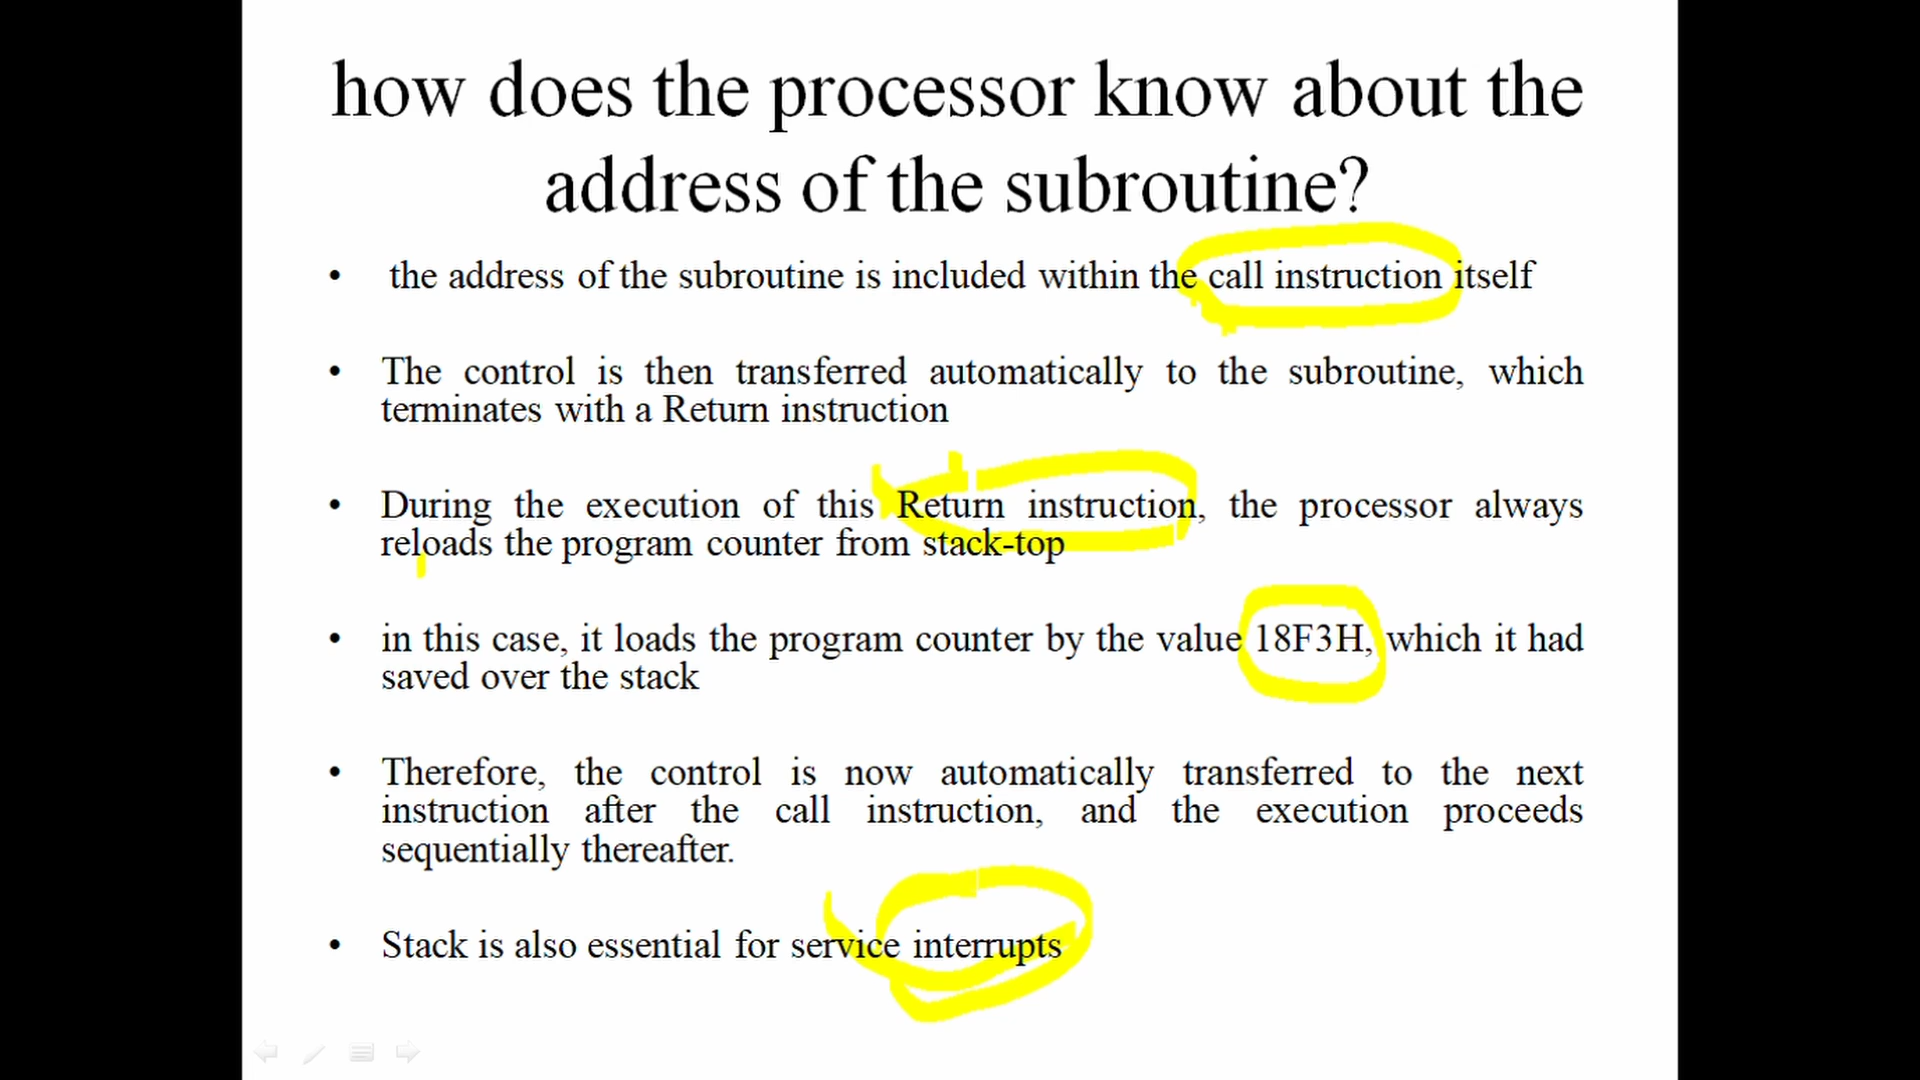 how does the processor know about the
address of the subroutine?
• the address of the subroutine is included within the call instruction itself
• The control is then transferred automatically to the subroutine, which
terminates with a Return instruction
• During the execution of this Return instruction, the processor always
reloads the program counter from stack-top
• in this case, it loads the program counter by the value 18F3H, which it had
saved over the stack
• Therefore, the control is now automatically transferred to the next
instruction after the call instruction, and the execution proceeds
sequentially thereafter.
• Stack is also essential for service interrupts